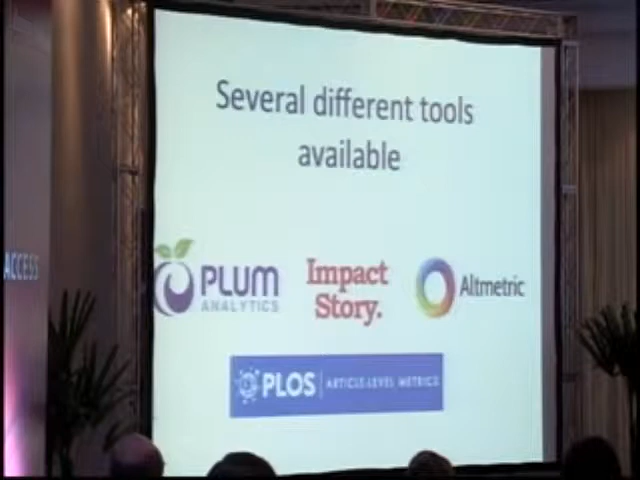 Several different tools
available
ACCESS
PLUM
ANALYTICS
Impact
Story.
Altmetric
PLOS ARTICLE-LEVEL METRICS